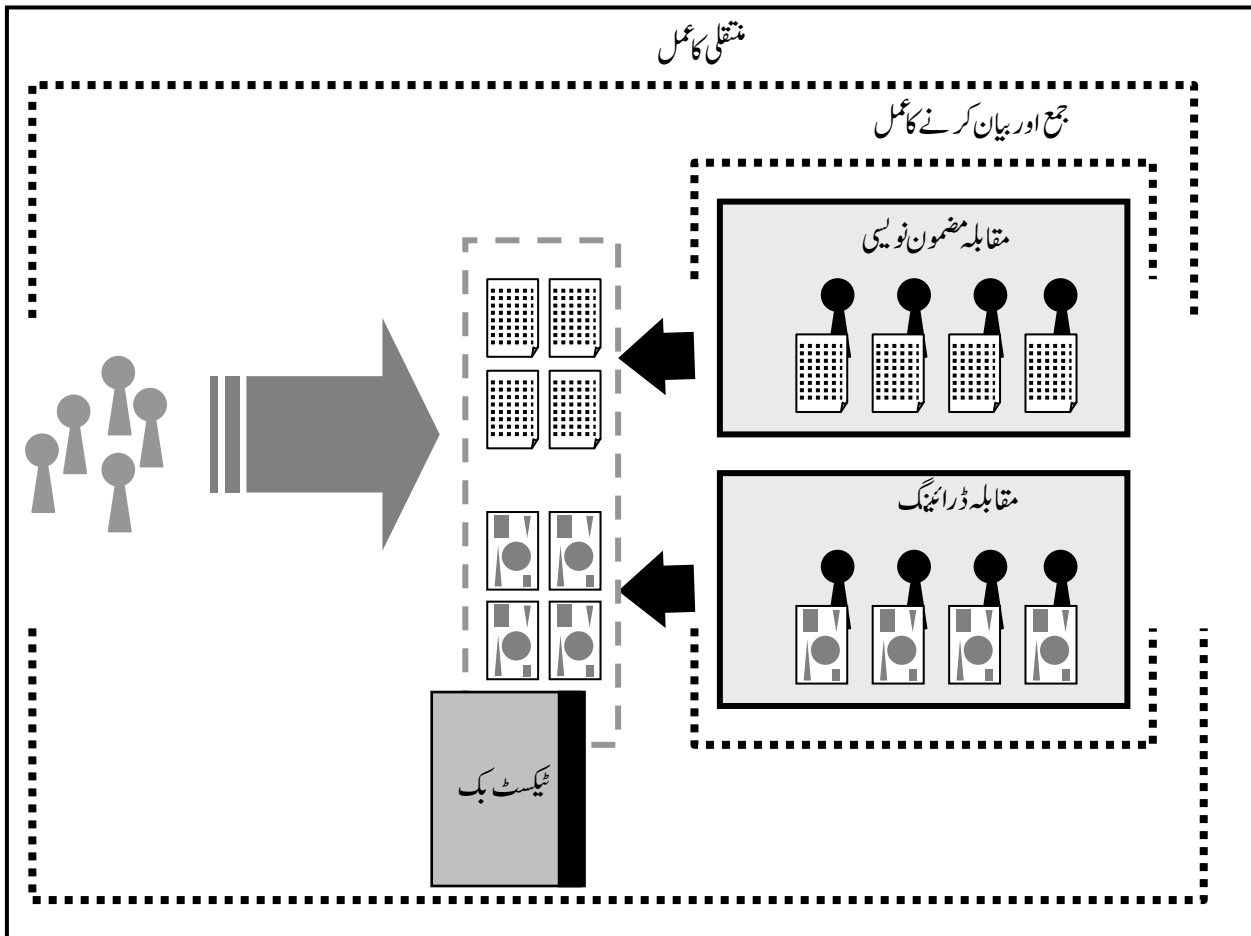 منتقلی کا عمل
جمع اور بیان کرنے کا عمل
مقابلہ مضمون نویسی
مقابلہ ڈرائینگ
ٹیکسٹ بک